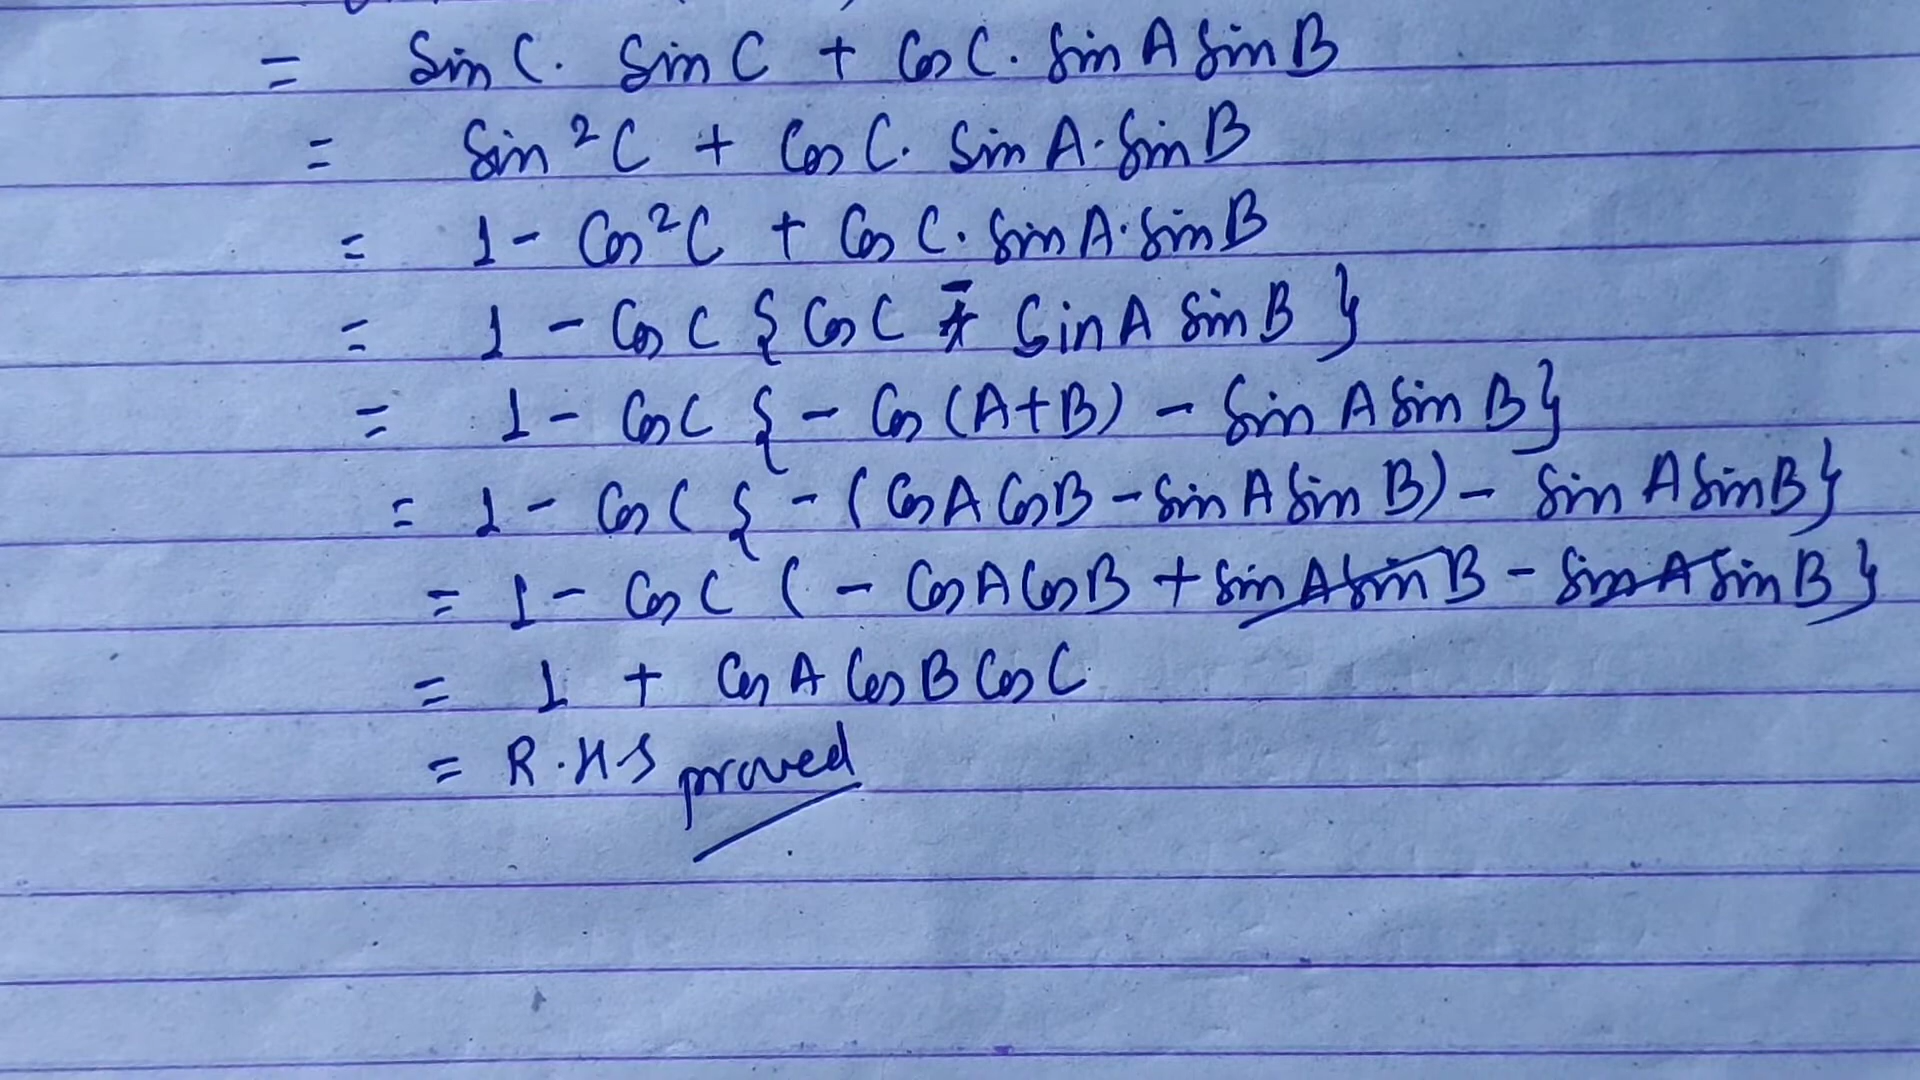 = Sin C. Sin C + Cos C. Sin A Sin B
= Sin ²C + Cos C. Sin A. Sin B
= 1 - Cos²C + Cos C. Sin A. Sin B
= 1 - Cos C { Cos C - Sin A Sin B }
= 1 - Cos C { - Cos (A+B) - Sin A Sin B}
= 1 - Cos C { - (Cos A Cos B - Sin A Sin B) - Sin A Sin B}
= 1 - Cos C ( - Cos A Cos B + Sin A Sin B - Sin A Sin B }
= 1 + Cos A Cos B Cos C
= R.H.S proved